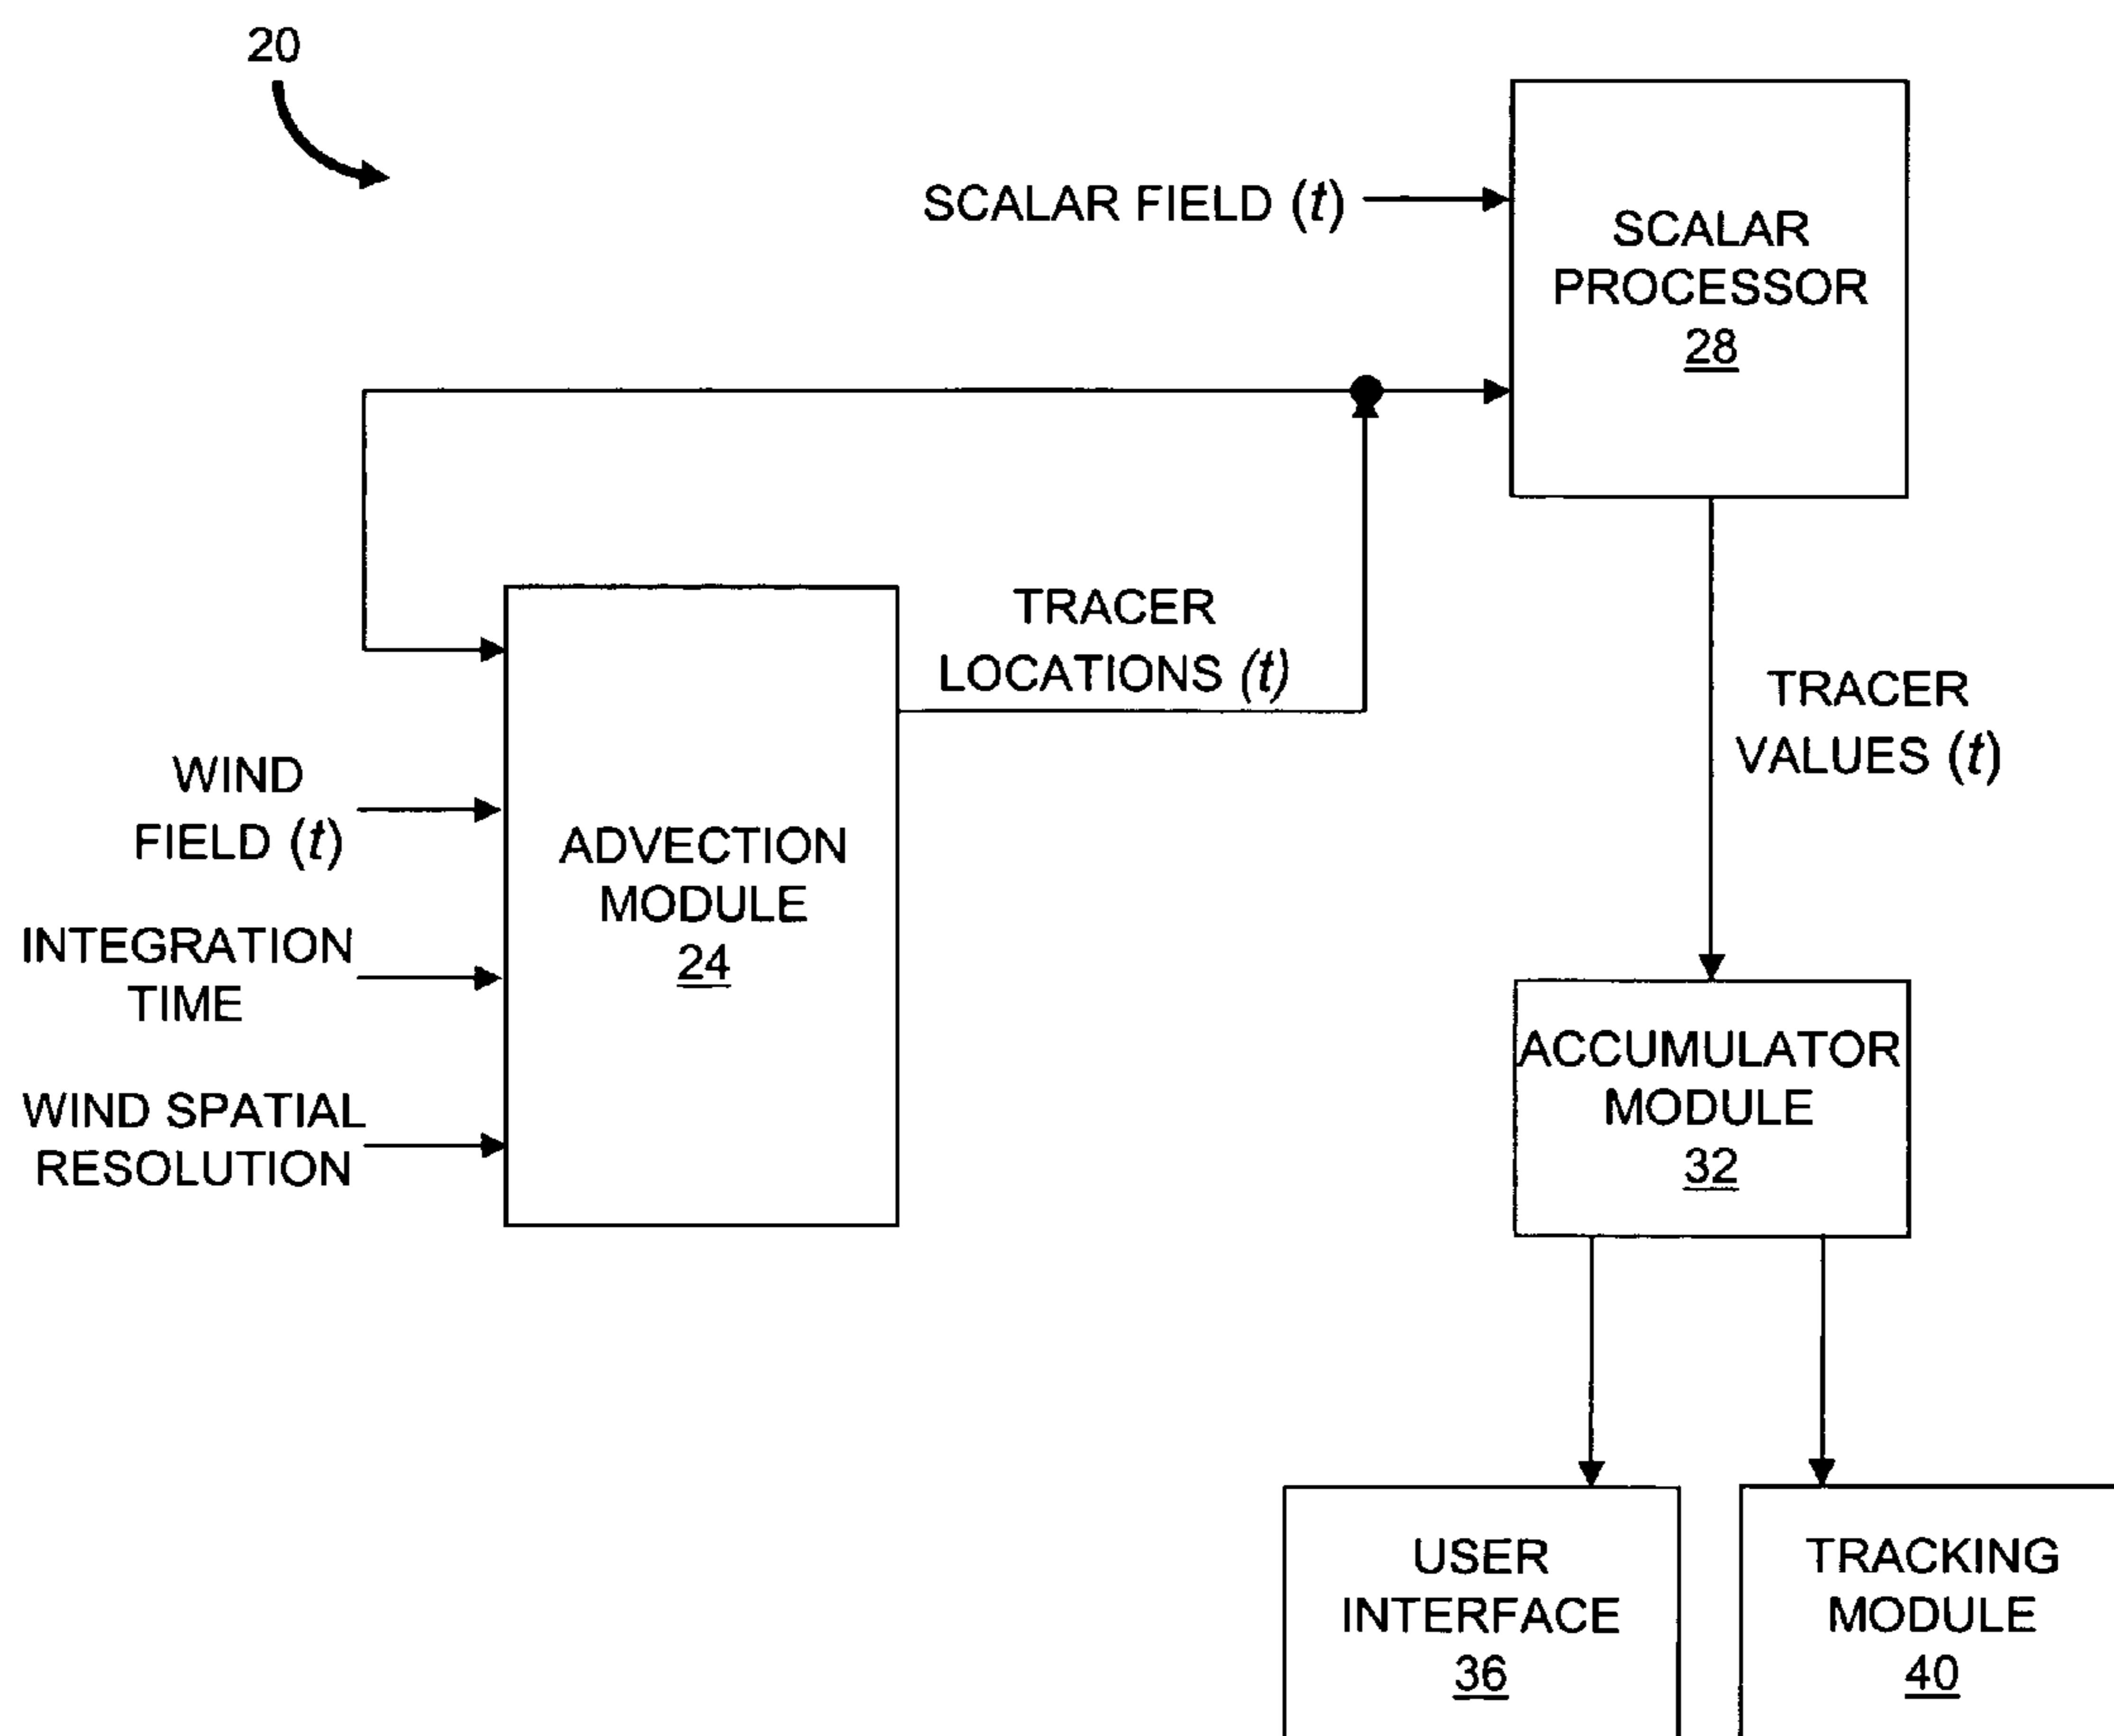 20
SCALAR FIELD (t)
SCALAR
PROCESSOR
28
TRACER
LOCATIONS (t)
TRACER
VALUES (t)
WIND
FIELD (t)
INTEGRATION
TIME
WIND SPATIAL
RESOLUTION
ADVECTION
MODULE
24
ACCUMULATOR
MODULE
32
USER
INTERFACE
36
TRACKING
MODULE
40